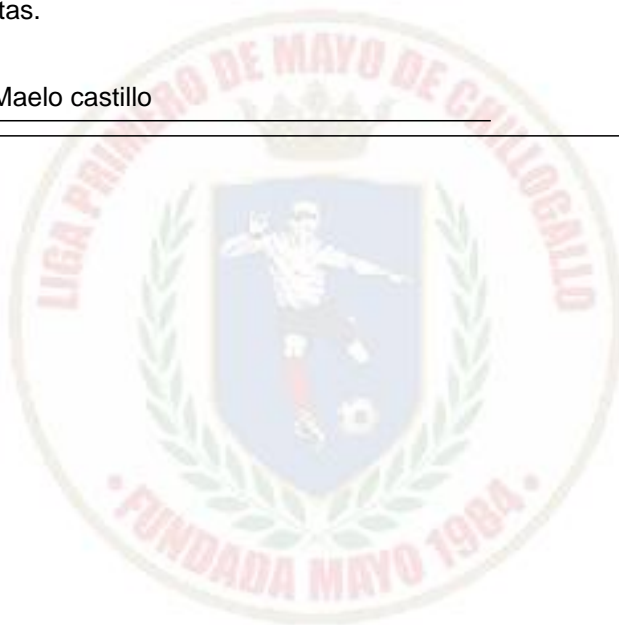 tas.
Maelo castillo
LIGA PRIMERO DE MAYO DE CHILLOGALLO
• FUNDADA MAYO 1984 •